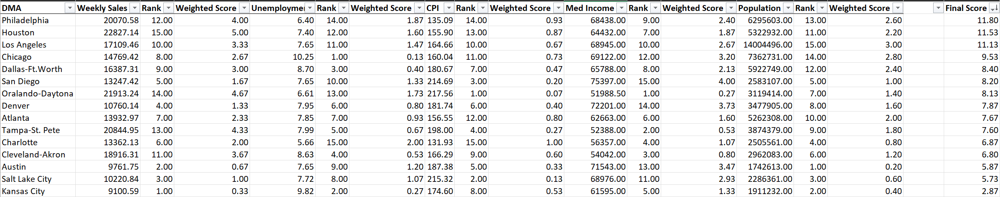 DMA Weekly Sales Rank Weighted Score Unemploymer Rank Weighted Score CPI Rank Weighted Score Med Income Rank Weighted Score Population Rank Weighted Score Final Score
Philadelphia 20070.58 12.00 4.00 6.40 14.00 1.87 135.09 14.00 0.93 68438.00 9.00 2.40 6295603.00 13.00 2.60 11.80
Houston 22827.14 15.00 5.00 7.40 12.00 1.60 155.90 13.00 0.87 64432.00 7.00 1.87 5322932.00 11.00 2.20 11.53
Los Angeles 17109.46 10.00 3.33 7.65 11.00 1.47 164.66 10.00 0.67 68945.00 10.00 2.67 14004496.00 15.00 3.00 11.13
Chicago 14769.42 8.00 2.67 10.25 1.00 0.13 160.04 11.00 0.73 69122.00 12.00 3.20 7362731.00 14.00 2.80 9.53
Dallas-Ft.Worth 16387.31 9.00 3.00 8.70 3.00 0.40 180.67 7.00 0.47 65788.00 8.00 2.13 5922749.00 12.00 2.40 8.40
San Diego 13247.42 5.00 1.67 7.65 10.00 1.33 214.69 3.00 0.20 75397.00 15.00 4.00 2583107.00 5.00 1.00 8.20
Oralando-Daytona 21913.24 14.00 4.67 6.61 13.00 1.73 217.56 1.00 0.07 51988.50 1.00 0.27 3119414.00 7.00 1.40 8.13
Denver 10760.14 4.00 1.33 7.95 6.00 0.80 181.74 6.00 0.40 72201.00 14.00 3.73 3477905.00 8.00 1.60 7.87
Atlanta 13932.97 7.00 2.33 7.85 7.00 0.93 156.55 12.00 0.80 62663.00 6.00 1.60 5262308.00 10.00 2.00 7.67
Tampa-St. Pete 20844.95 13.00 4.33 7.99 5.00 0.67 198.00 4.00 0.27 52388.00 2.00 0.53 3874379.00 9.00 1.80 7.60
Charlotte 13362.13 6.00 2.00 5.66 15.00 2.00 131.93 15.00 1.00 56357.00 4.00 1.07 2505561.00 4.00 0.80 6.87
Cleveland-Akron 18916.31 11.00 3.67 8.63 4.00 0.53 166.29 9.00 0.60 54042.00 3.00 0.80 2962083.00 6.00 1.20 6.80
Austin 9761.75 2.00 0.67 7.65 9.00 1.20 187.38 5.00 0.33 71543.00 13.00 3.47 1742613.00 1.00 0.20 5.87
Salt Lake City 10220.84 3.00 1.00 7.72 8.00 1.07 215.32 2.00 0.13 68976.00 11.00 2.93 2286361.00 3.00 0.60 5.73
Kansas City 9100.59 1.00 0.33 9.82 2.00 0.27 174.60 8.00 0.53 61595.00 5.00 1.33 1911232.00 2.00 0.40 2.87